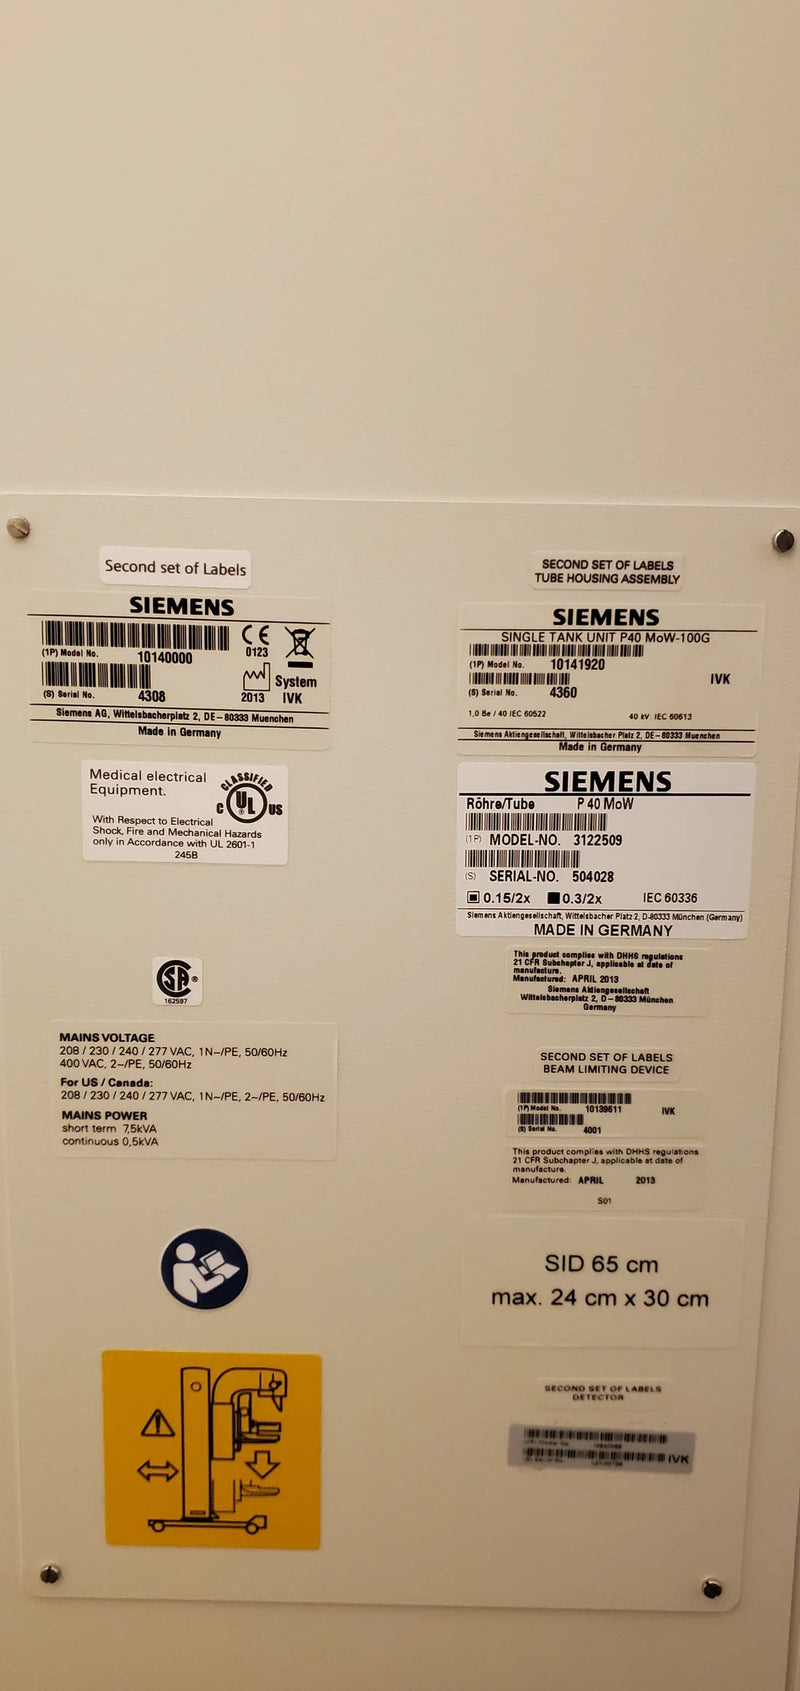 Second set of Labels
SIEMENS
(1P) Model No. 10140000
CE 0123
(S) Serial No. 4308
2013
System
IVK
Siemens AG, Wittelsbacherplatz 2, DE-80333 Muenchen
Made in Germany
Medical electrical
Equipment.
CLASSIFIED
C UL ® US
With Respect to Electrical
Shock, Fire and Mechanical Hazards
only in Accordance with UL 2601-1
245B
SA ®
162597
MAINS VOLTAGE
208 / 230 / 240 / 277 VAC, 1N~/PE, 50/60Hz
400 VAC, 2~/PE, 50/60Hz
For US / Canada:
208 / 230 / 240 / 277 VAC, 1N~/PE, 2~/PE, 50/60Hz
MAINS POWER
short term 7,5kVA
continuous 0,5kVA
SECOND SET OF LABELS
TUBE HOUSING ASSEMBLY
SIEMENS
SINGLE TANK UNIT P40 MoW-100G
(1P) Model No. 10141920
IVK
(S) Serial No. 4360
1,0 Be / 40 IEC 60522 40 kV IEC 60613
Siemens Aktiengesellschaft, Wittelsbacher Platz 2, DE-80333 Muenchen
Made in Germany
SIEMENS
Röhre/Tube P 40 MoW
(1P) MODEL-NO. 3122509
(S) SERIAL-NO. 504028
0.15/2x 0.3/2x IEC 60336
Siemens Aktiengesellschaft, Wittelsbacher Platz 2, D-80333 München (Germany)
MADE IN GERMANY
This product complies with DHHS regulations
21 CFR Subchapter J, applicable at date of
manufacture.
Manufactured: APRIL 2013
Siemens Aktiengesellschaft
Wittelsbacherplatz 2, D-80333 München
Germany
SECOND SET OF LABELS
BEAM LIMITING DEVICE
(1P) Model No. 10139611 IVK
(S) Serial No. 4001
This product complies with DHHS regulations
21 CFR Subchapter J, applicable at date of
manufacture.
Manufactured: APRIL 2013
S01
SID 65 cm
max. 24 cm x 30 cm
SECOND SET OF LABELS
DETECTOR
IVK